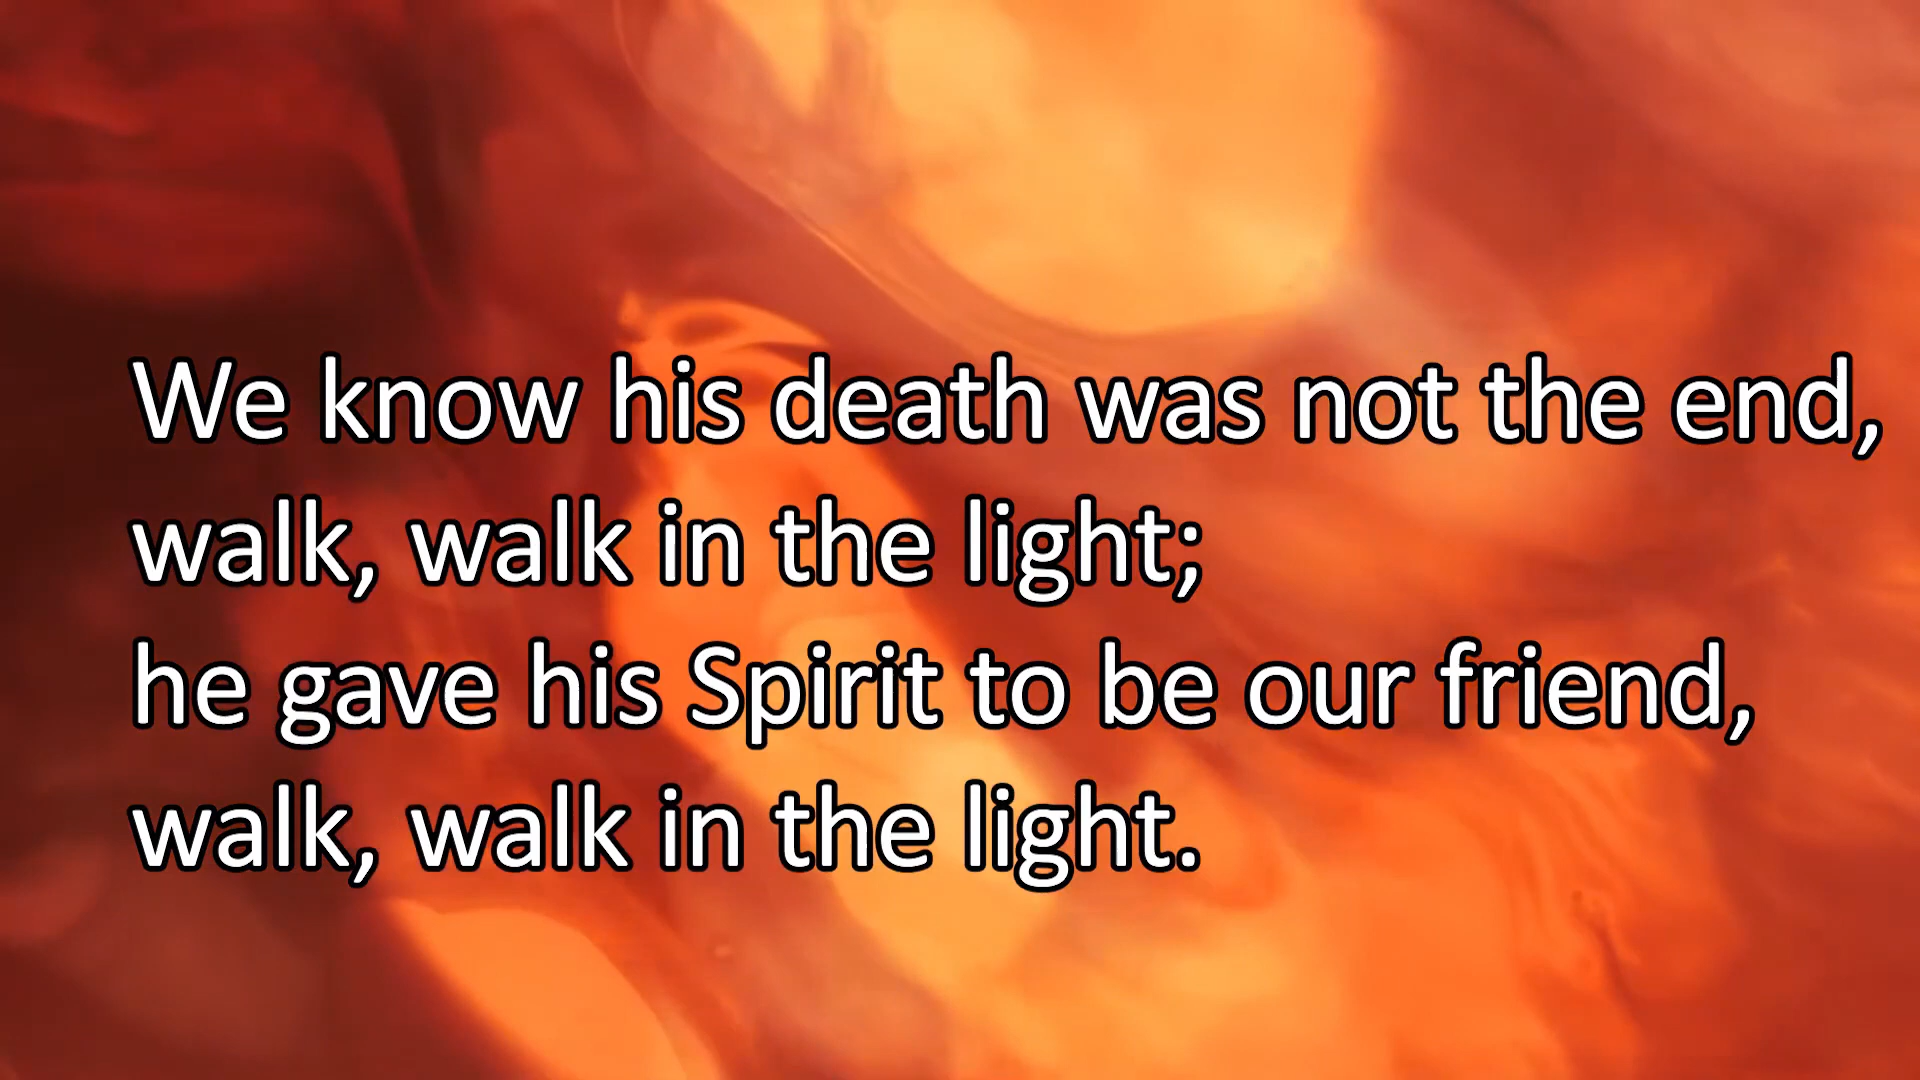 We know his death was not the end,
walk, walk in the light;
he gave his Spirit to be our friend,
walk, walk in the light.